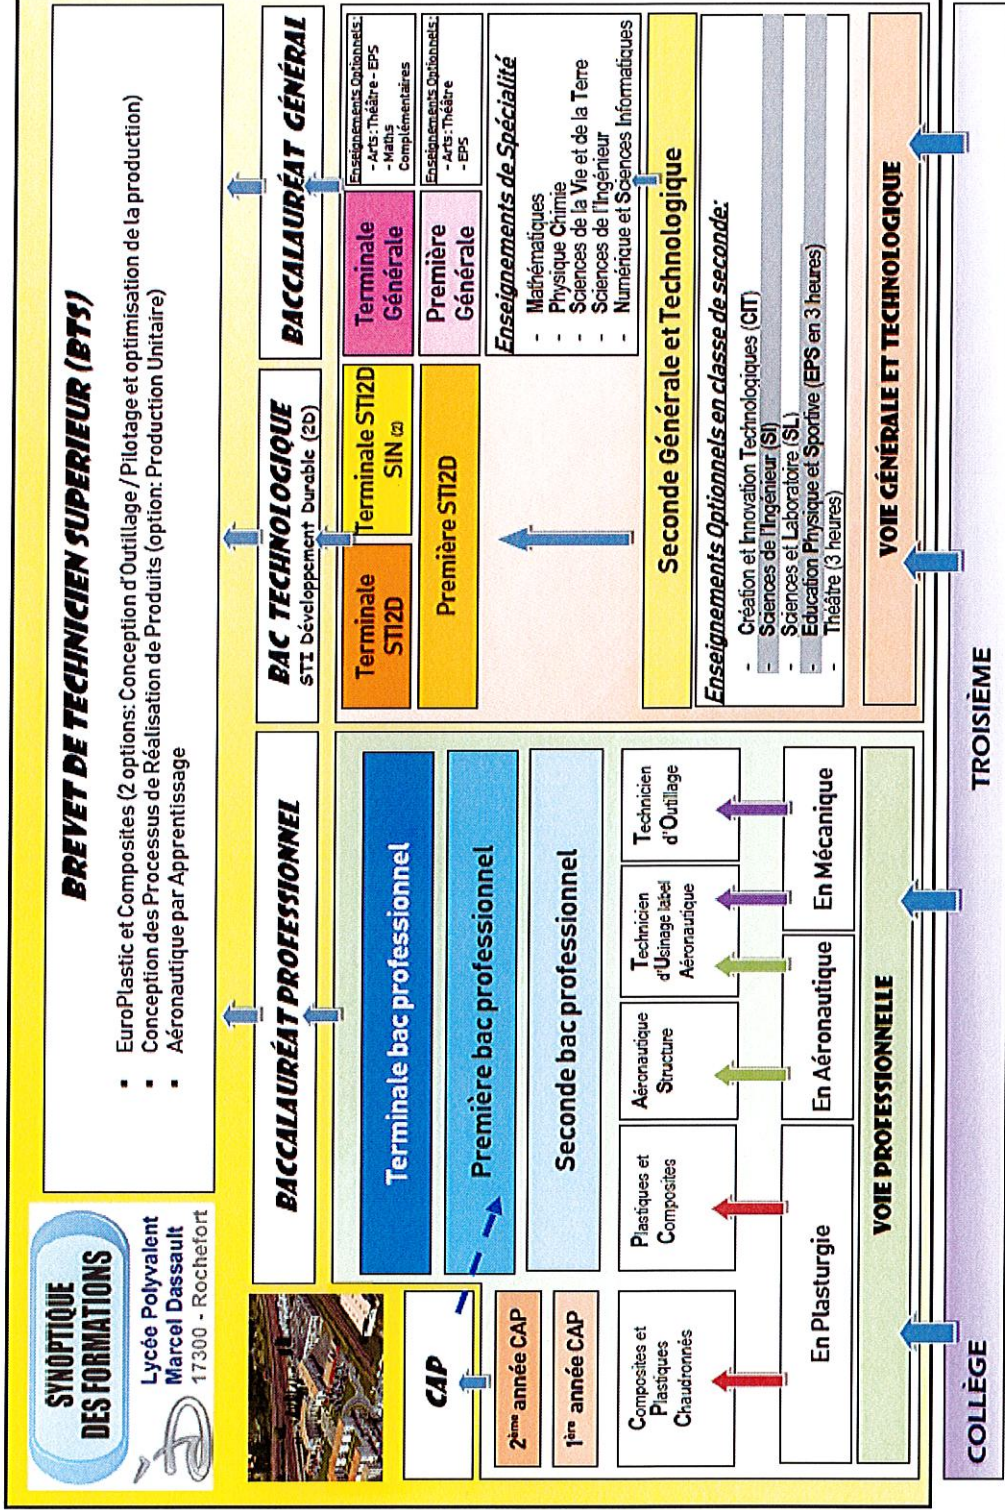 SYNOPTIQUE
DES FORMATIONS
Lycée Polyvalent
Marcel Dassault
17300 - Rochefort
BREVET DE TECHNICIEN SUPERIEUR (BTS)
▪ EuroPlastic et Composites (2 options: Conception d'Outillage / Pilotage et optimisation de la production)
▪ Conception des Processus de Réalisation de Produits (option: Production Unitaire)
▪ Aéronautique par Apprentissage
BACCALAURÉAT PROFESSIONNEL
BAC TECHNOLOGIQUE
STI Développement Durable (2D)
BACCALAURÉAT GÉNÉRAL
CAP
2ème année CAP
1ère année CAP
Terminale bac professionnel
Première bac professionnel
Seconde bac professionnel
Terminale
STI2D
Terminale STI2D
SIN (2)
Première STI2D
Terminale
Générale
Première
Générale
Enseignements Optionnels:
- Arts : Théâtre - EPS
- Maths
Complémentaires
Enseignements Optionnels:
- Arts : Théâtre
- EPS
Enseignements de Spécialité
- Mathématiques
- Physique Chimie
- Sciences de la Vie et de la Terre
- Sciences de l'Ingénieur
- Numérique et Sciences Informatiques
Seconde Générale et Technologique
Enseignements Optionnels en classe de seconde:
- Création et Innovation Technologiques (CIT)
- Sciences de l'Ingénieur (SI)
- Sciences et Laboratoire (SL)
- Education Physique et Sportive (EPS en 3 heures)
- Théâtre (3 heures)
Composites et
Plastiques
Chaudronnés
Plastiques et
Composites
Aéronautique
Structure
Technicien
d'Usinage label
Aéronautique
Technicien
d'Outillage
En Plasturgie
En Aéronautique
En Mécanique
VOIE PROFESSIONNELLE
VOIE GÉNÉRALE ET TECHNOLOGIQUE
COLLÈGE
TROISIÈME